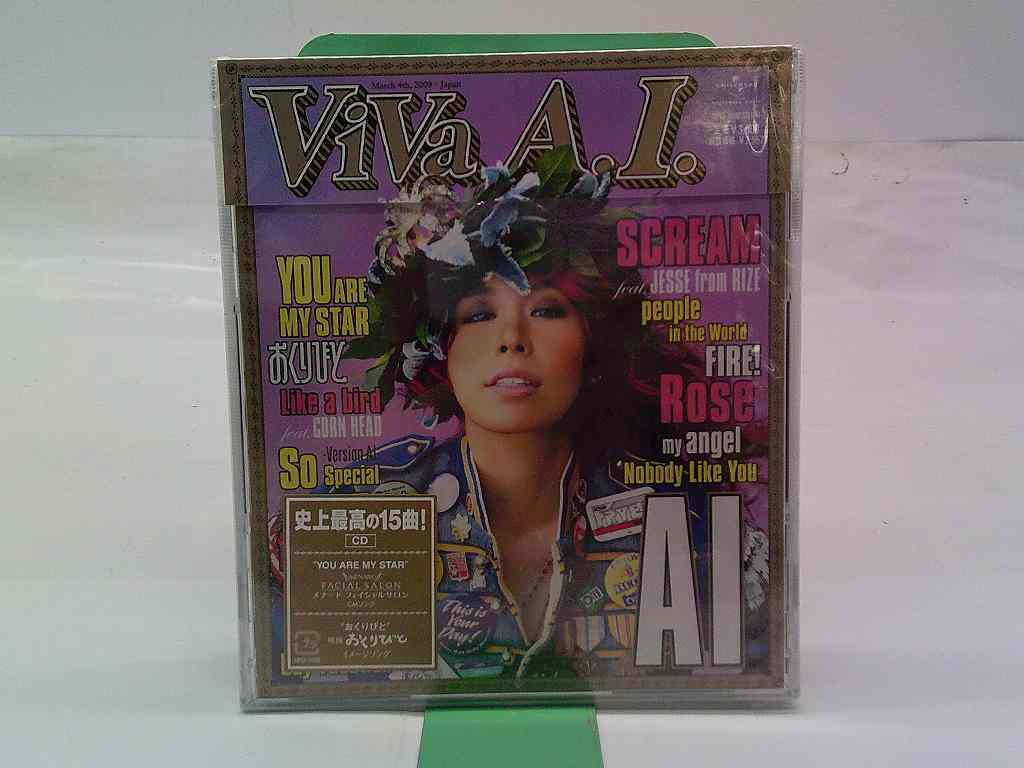 March 4th, 2009 · Japan
ViVa A.I.
YOU ARE
MY STAR
おくりびと
Like a bird
feat. CORN HEAD
So Special
-Version AI-
SCREAM
feat. JESSE from RIZE
people
in the World
FIRE!
Rose
my angel
Nobody Like You
AI
史上最高の15曲!
CD
"YOU ARE MY STAR"
FACIAL SALON
メナード フェイシャルサロン
CMソング
"おくりびと"
映画 おくりびと
イメージソング
This is
Your
Day!